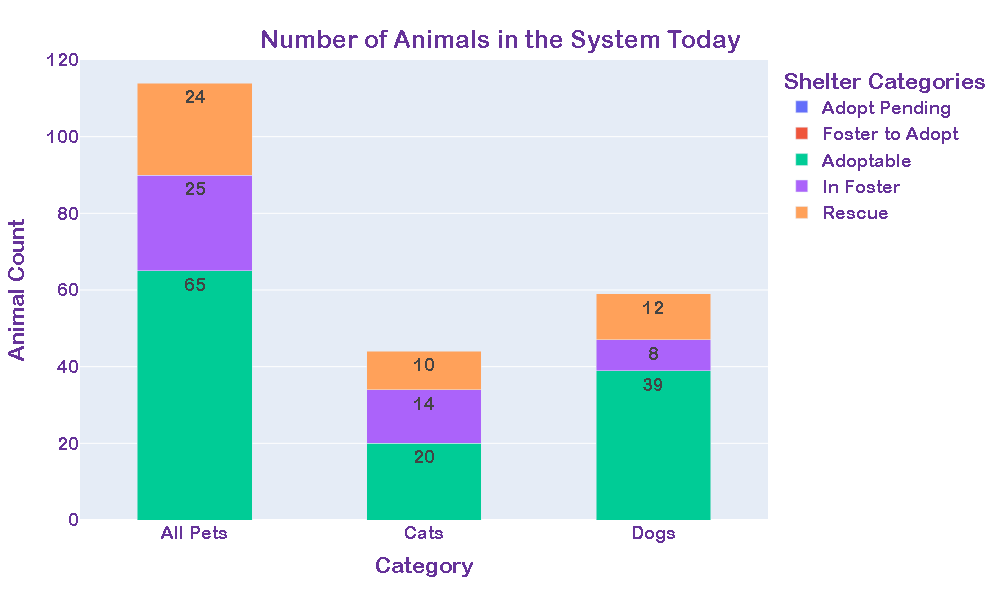 Number of Animals in the System Today
120
100
80
60
40
20
0
Animal Count
24
25
65
10
14
20
12
8
39
All Pets
Cats
Dogs
Category
Shelter Categories
Adopt Pending
Foster to Adopt
Adoptable
In Foster
Rescue